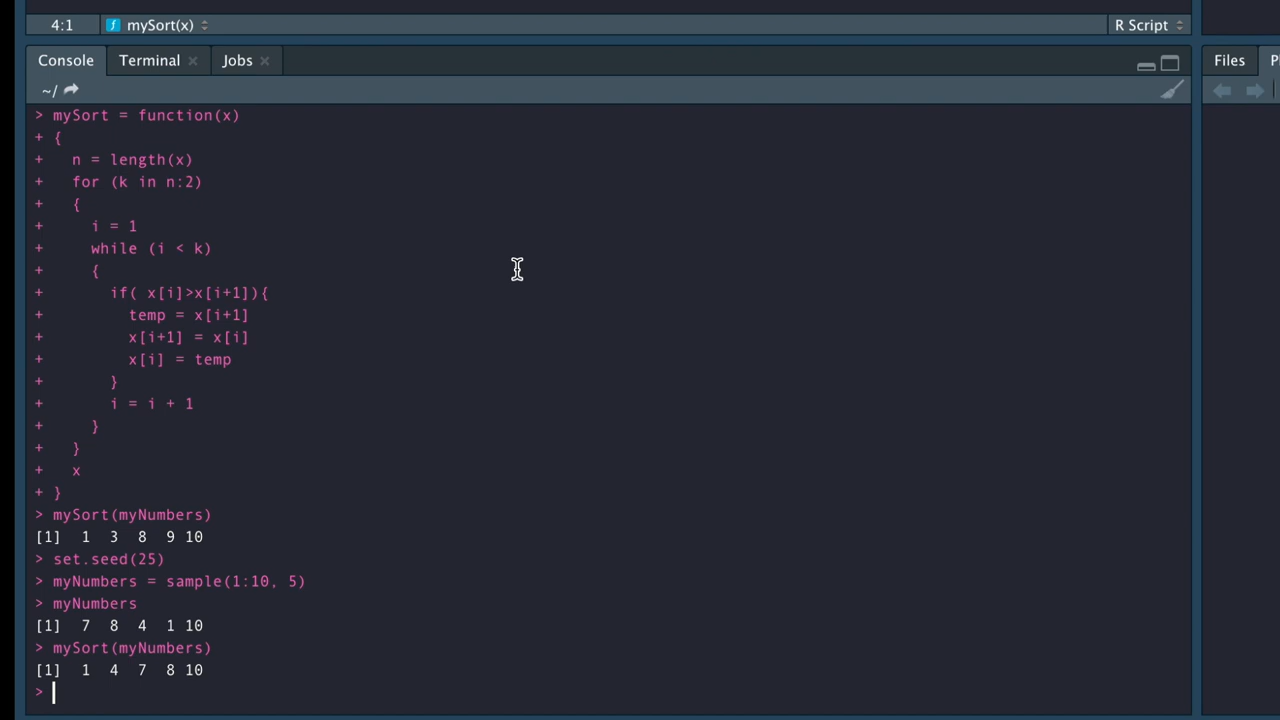 4:1 mySort(x) R Script
Console Terminal Jobs Files
~/
> mySort = function(x)
+ {
+   n = length(x)
+   for (k in n:2)
+   {
+     i = 1
+     while (i < k)
+     {
+       if( x[i]>x[i+1]){
+         temp = x[i+1]
+         x[i+1] = x[i]
+         x[i] = temp
+       }
+       i = i + 1
+     }
+   }
+   x
+ }
> mySort(myNumbers)
[1]  1  3  8  9 10
> set.seed(25)
> myNumbers = sample(1:10, 5)
> myNumbers
[1]  7  8  4  1 10
> mySort(myNumbers)
[1]  1  4  7  8 10
>